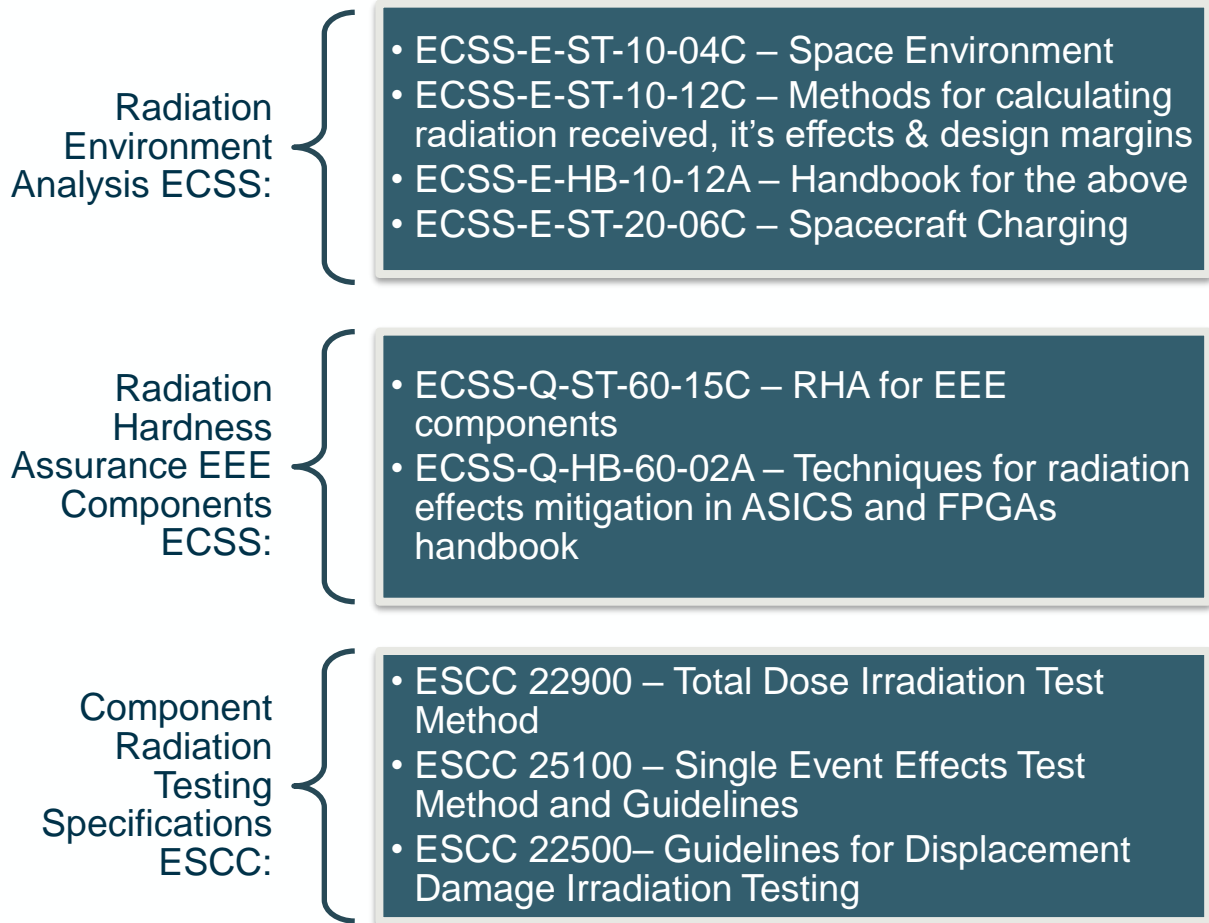 Radiation
Environment
Analysis ECSS:
• ECSS-E-ST-10-04C – Space Environment
• ECSS-E-ST-10-12C – Methods for calculating
radiation received, it's effects & design margins
• ECSS-E-HB-10-12A – Handbook for the above
• ECSS-E-ST-20-06C – Spacecraft Charging
Radiation
Hardness
Assurance EEE
Components
ECSS:
• ECSS-Q-ST-60-15C – RHA for EEE
components
• ECSS-Q-HB-60-02A – Techniques for radiation
effects mitigation in ASICS and FPGAs
handbook
Component
Radiation
Testing
Specifications
ESCC:
• ESCC 22900 – Total Dose Irradiation Test
Method
• ESCC 25100 – Single Event Effects Test
Method and Guidelines
• ESCC 22500– Guidelines for Displacement
Damage Irradiation Testing